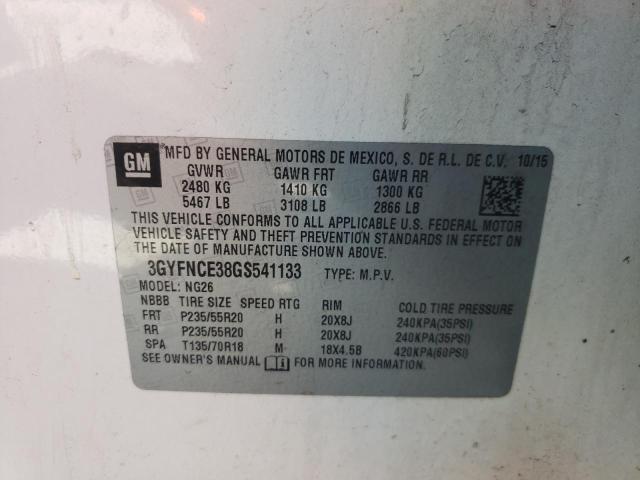 GM
MFD BY GENERAL MOTORS DE MEXICO, S. DE R.L. DE C.V. 10/15
GVWR GAWR FRT GAWR RR
2480 KG 1410 KG 1300 KG
5467 LB 3108 LB 2866 LB
THIS VEHICLE CONFORMS TO ALL APPLICABLE U.S. FEDERAL MOTOR
VEHICLE SAFETY AND THEFT PREVENTION STANDARDS IN EFFECT ON
THE DATE OF MANUFACTURE SHOWN ABOVE.
3GYFNCE38GS541133 TYPE: M.P.V.
MODEL: NG26
NBBB TIRE SIZE SPEED RTG RIM COLD TIRE PRESSURE
FRT P235/55R20 H 20X8J 240KPA(35PSI)
RR P235/55R20 H 20X8J 240KPA(35PSI)
SPA T135/70R18 M 18X4.5B 420KPA(60PSI)
SEE OWNER'S MANUAL FOR MORE INFORMATION